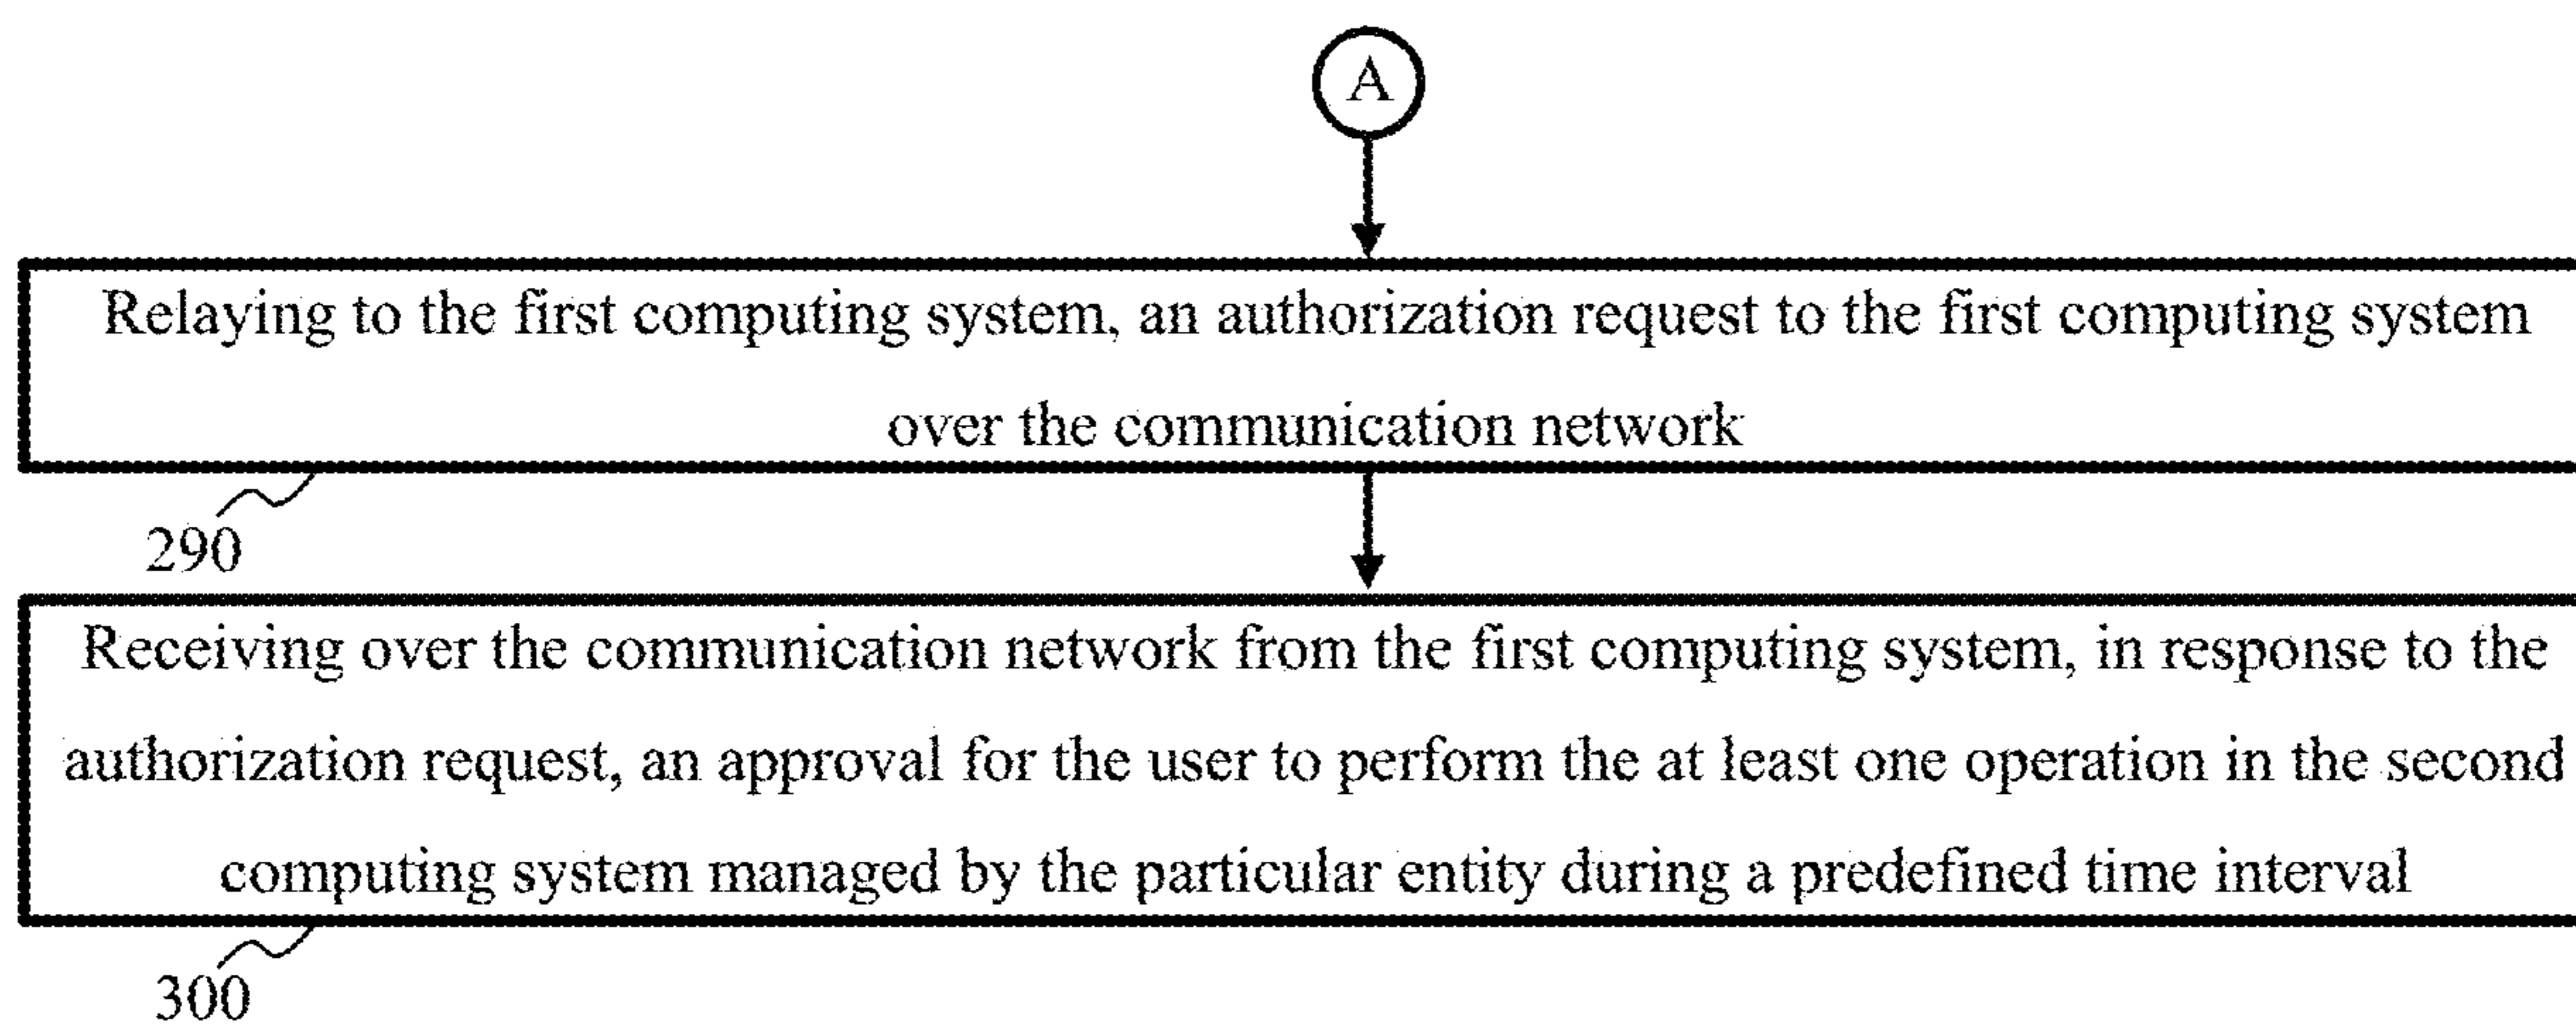 A
Relaying to the first computing system, an authorization request to the first computing system
over the communication network
290
Receiving over the communication network from the first computing system, in response to the
authorization request, an approval for the user to perform the at least one operation in the second
computing system managed by the particular entity during a predefined time interval
300